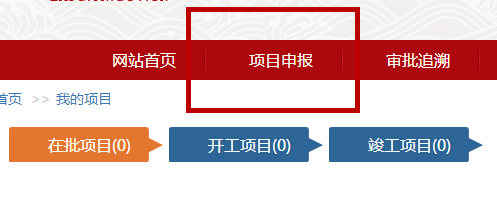 网站首页 项目申报 审批追溯
首页 >> 我的项目
在批项目(0) 开工项目(0) 竣工项目(0)